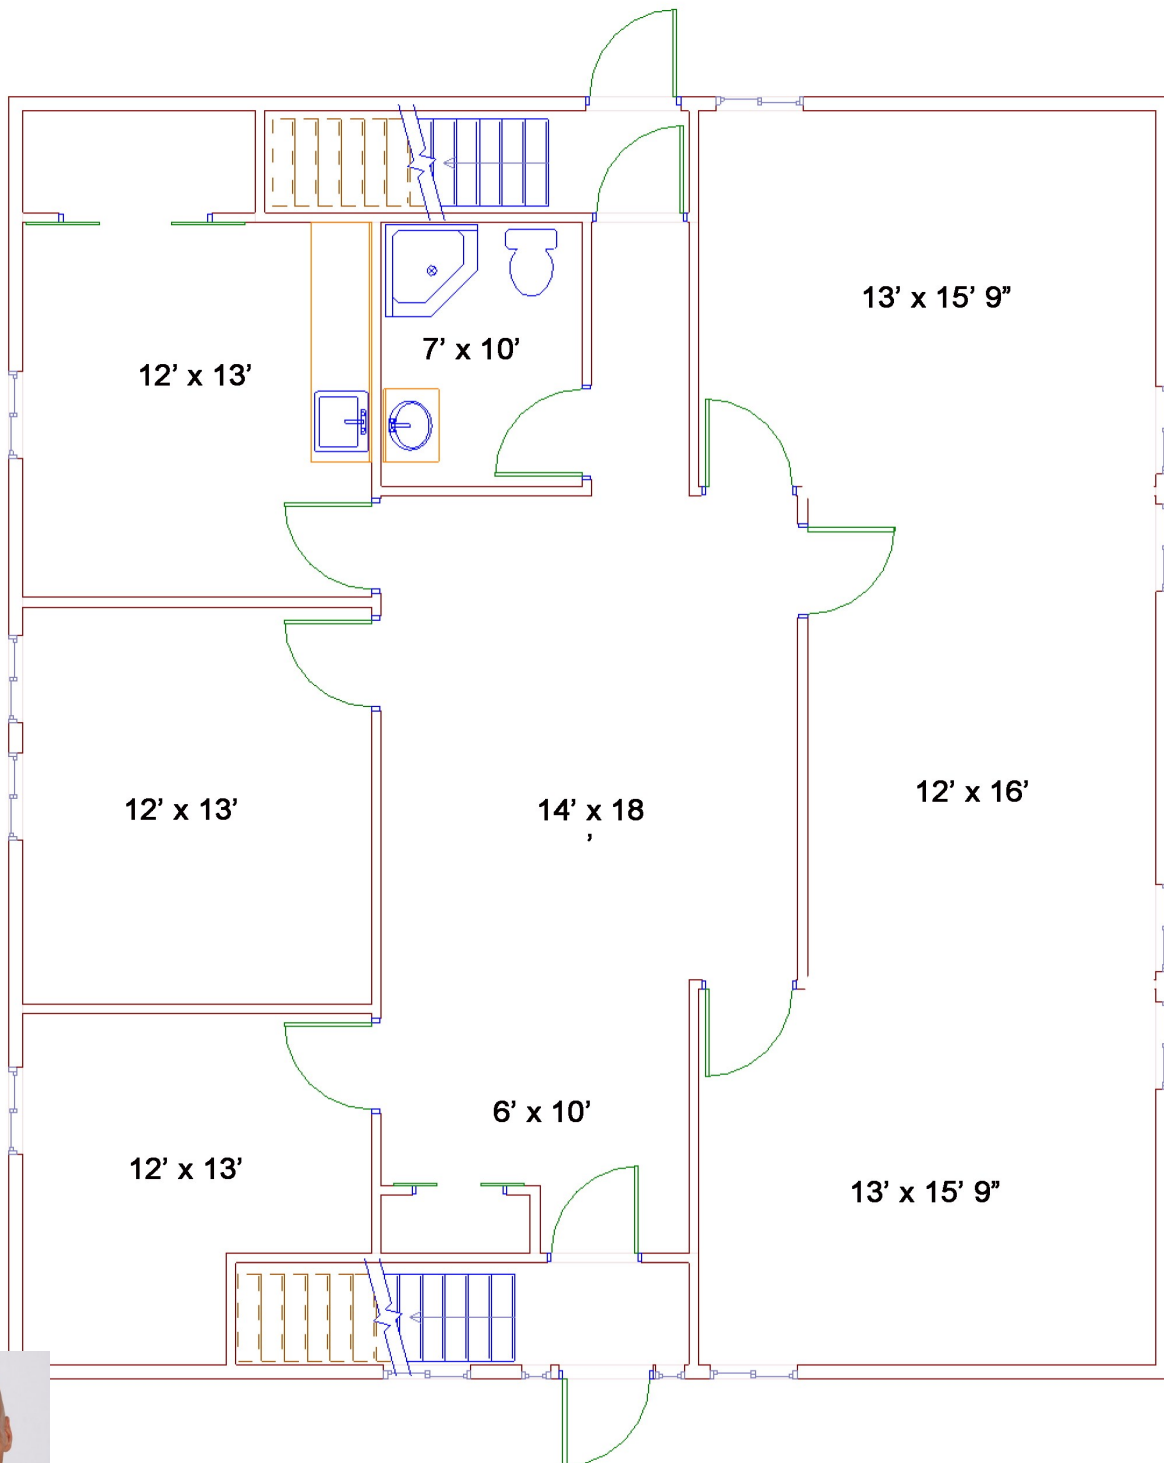 13’ x 15’ 9”
7’ x 10’
12’ x 13’
12’ x 16’
12’ x 13’
14’ x 18
’
6’ x 10’
12’ x 13’
13’ x 15’ 9”